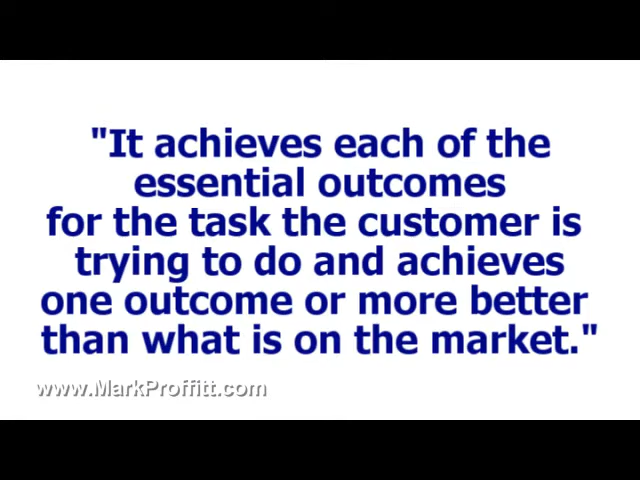 "It achieves each of the
essential outcomes
for the task the customer is
trying to do and achieves
one outcome or more better
than what is on the market."
www.MarkProffitt.com